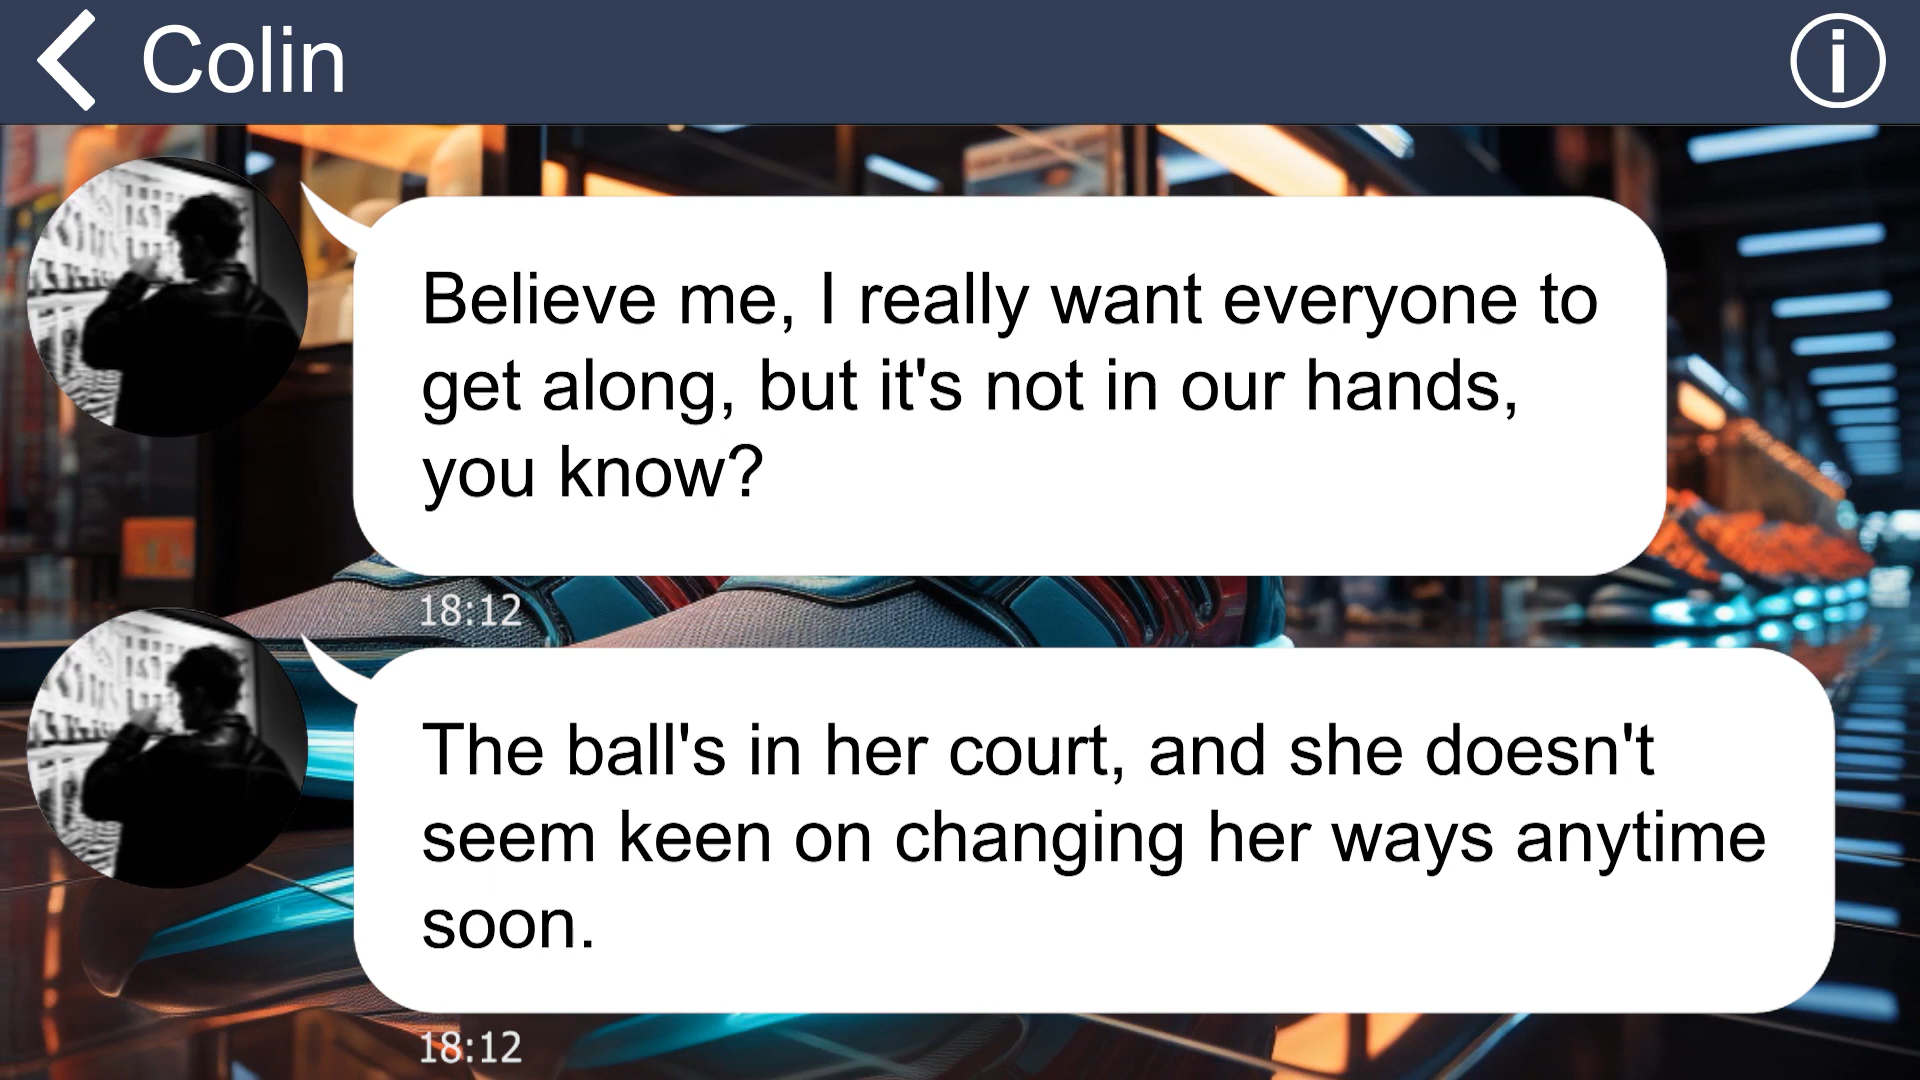 Colin
Believe me, I really want everyone to
get along, but it's not in our hands,
you know?
18:12
The ball's in her court, and she doesn't
seem keen on changing her ways anytime
soon.
18:12